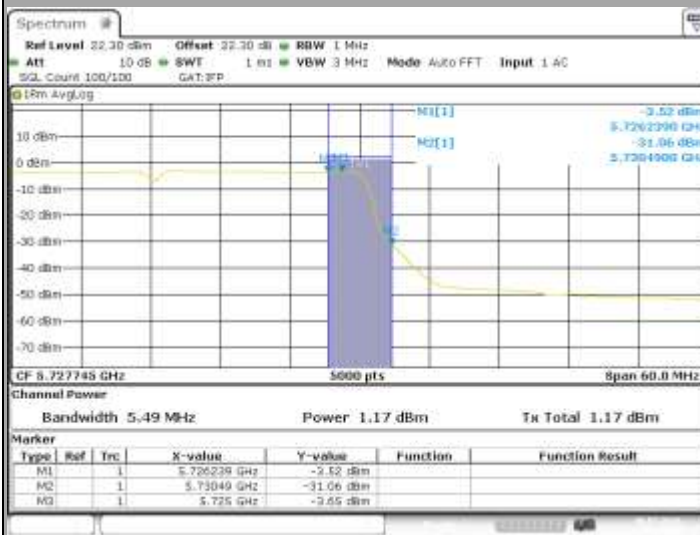 Spectrum
Ref Level 22.30 dBm Offset 22.30 dB RBW 1 MHz
Att 10 dB SWT 1 ms VBW 3 MHz Mode Auto FFT Input 1 AC
SGL Count 100/100 GAT:IFP
1Rm AvgLog
M1[1] -3.52 dBm
5.7262390 GHz
10 dBm
M2[1] -31.06 dBm
5.7304900 GHz
0 dBm
-10 dBm
-20 dBm
-30 dBm
-40 dBm
-50 dBm
-60 dBm
-70 dBm
CF 5.727745 GHz 5000 pts Span 60.0 MHz
Channel Power
Bandwidth 5.49 MHz Power 1.17 dBm Tx Total 1.17 dBm
Marker
Type Ref Trc X-value Y-value Function Function Result
M1 1 5.726239 GHz -3.52 dBm
M2 1 5.73049 GHz -31.06 dBm
M3 1 5.725 GHz -3.65 dBm